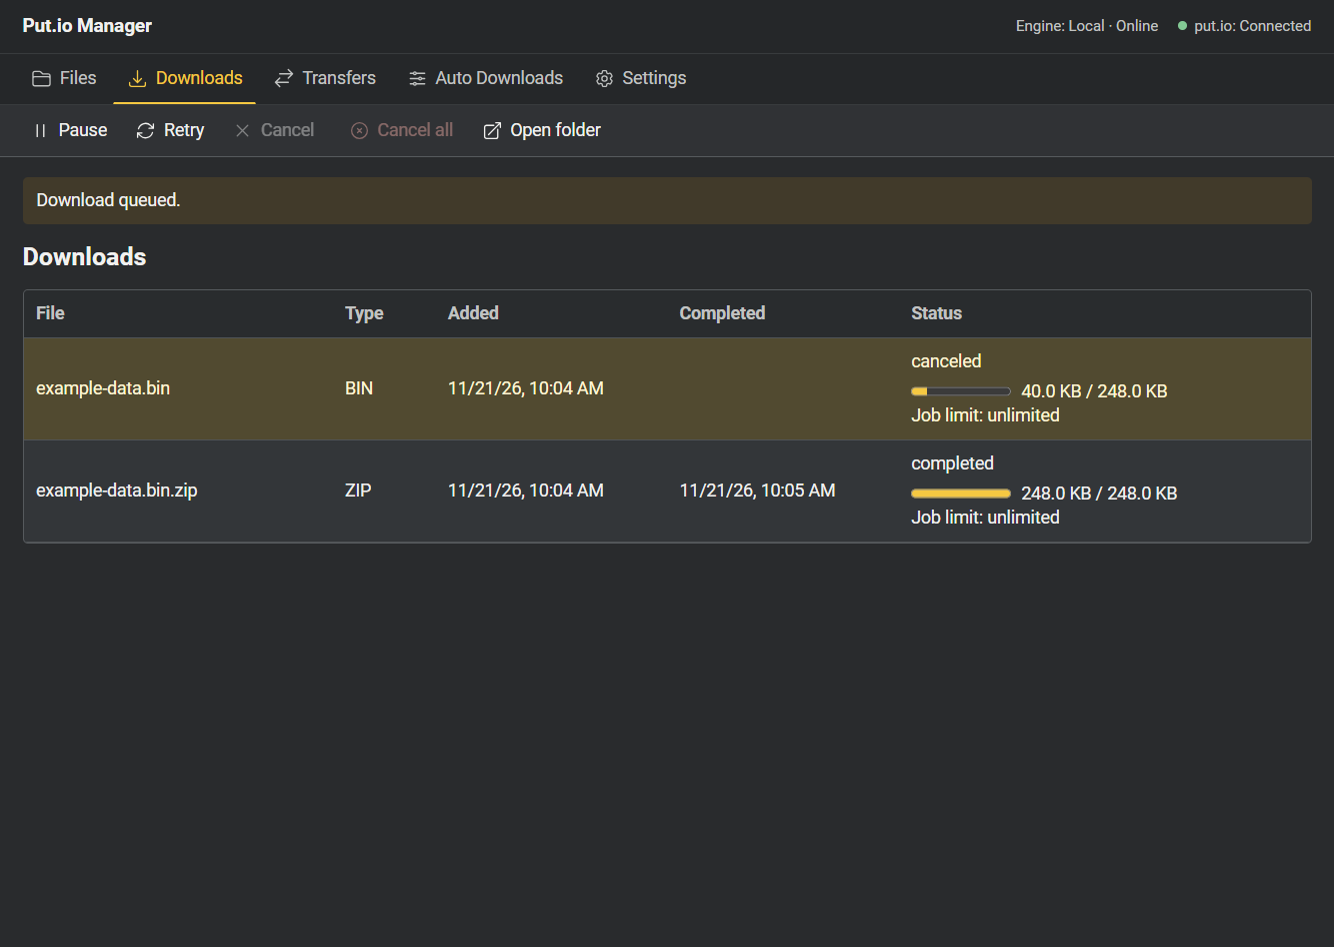 Put.io Manager
Engine: Local · Online
put.io: Connected
Files
Downloads
Transfers
Auto Downloads
Settings
Pause
Retry
Cancel
Cancel all
Open folder
Download queued.
Downloads
File Type Added Completed Status
example-data.bin BIN 11/21/26, 10:04 AM canceled
40.0 KB / 248.0 KB
Job limit: unlimited
example-data.bin.zip ZIP 11/21/26, 10:04 AM 11/21/26, 10:05 AM completed
248.0 KB / 248.0 KB
Job limit: unlimited